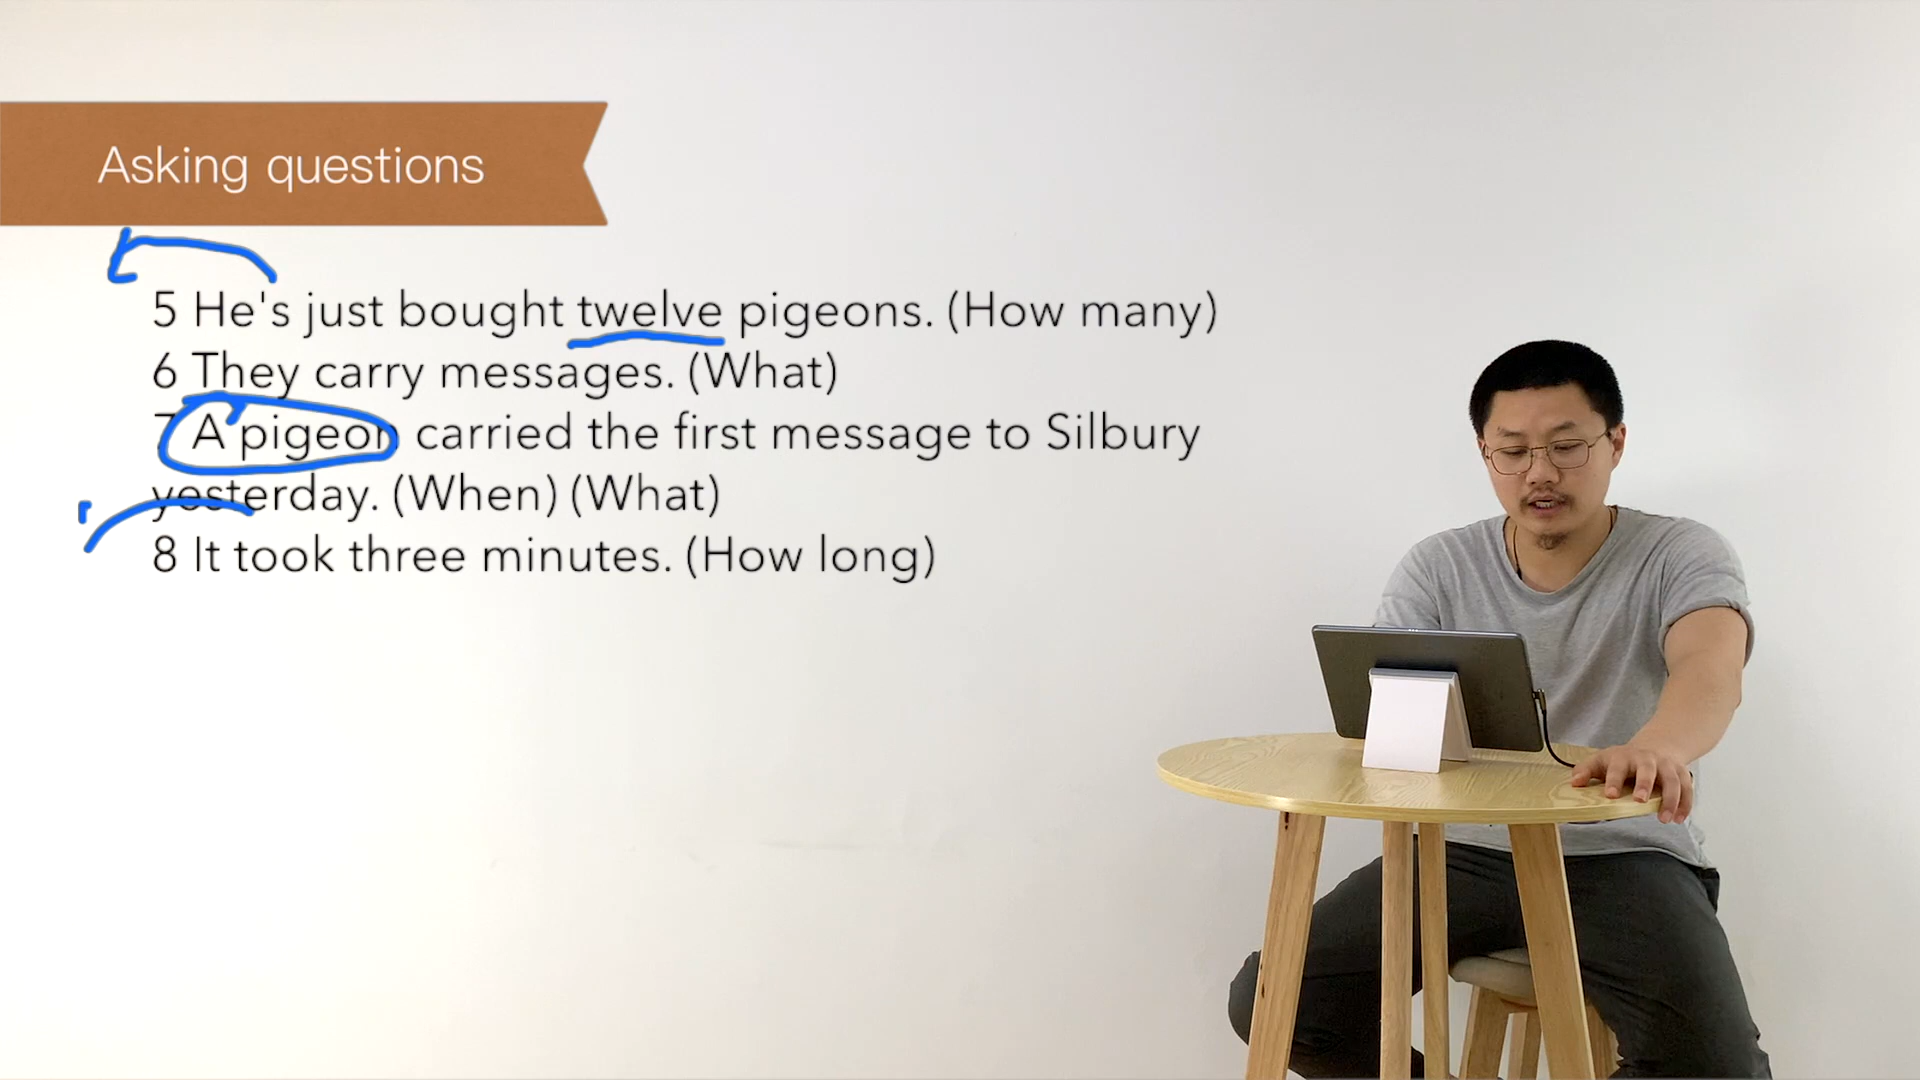 Asking questions
5 He's just bought twelve pigeons. (How many)
6 They carry messages. (What)
7 A pigeon carried the first message to Silbury
yesterday. (When) (What)
8 It took three minutes. (How long)